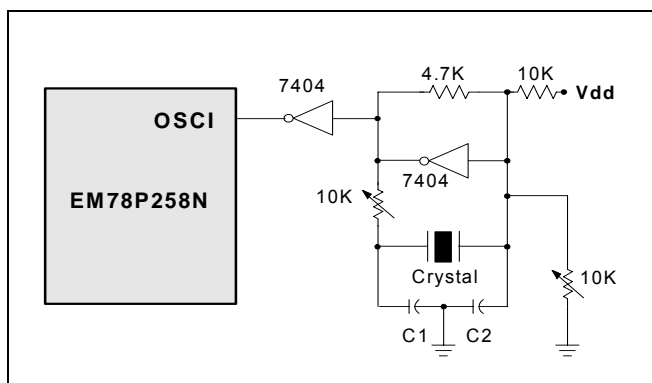 4.7K
10K
Vdd
7404
OSCI
EM78P258N
7404
10K
Crystal
10K
C1
C2